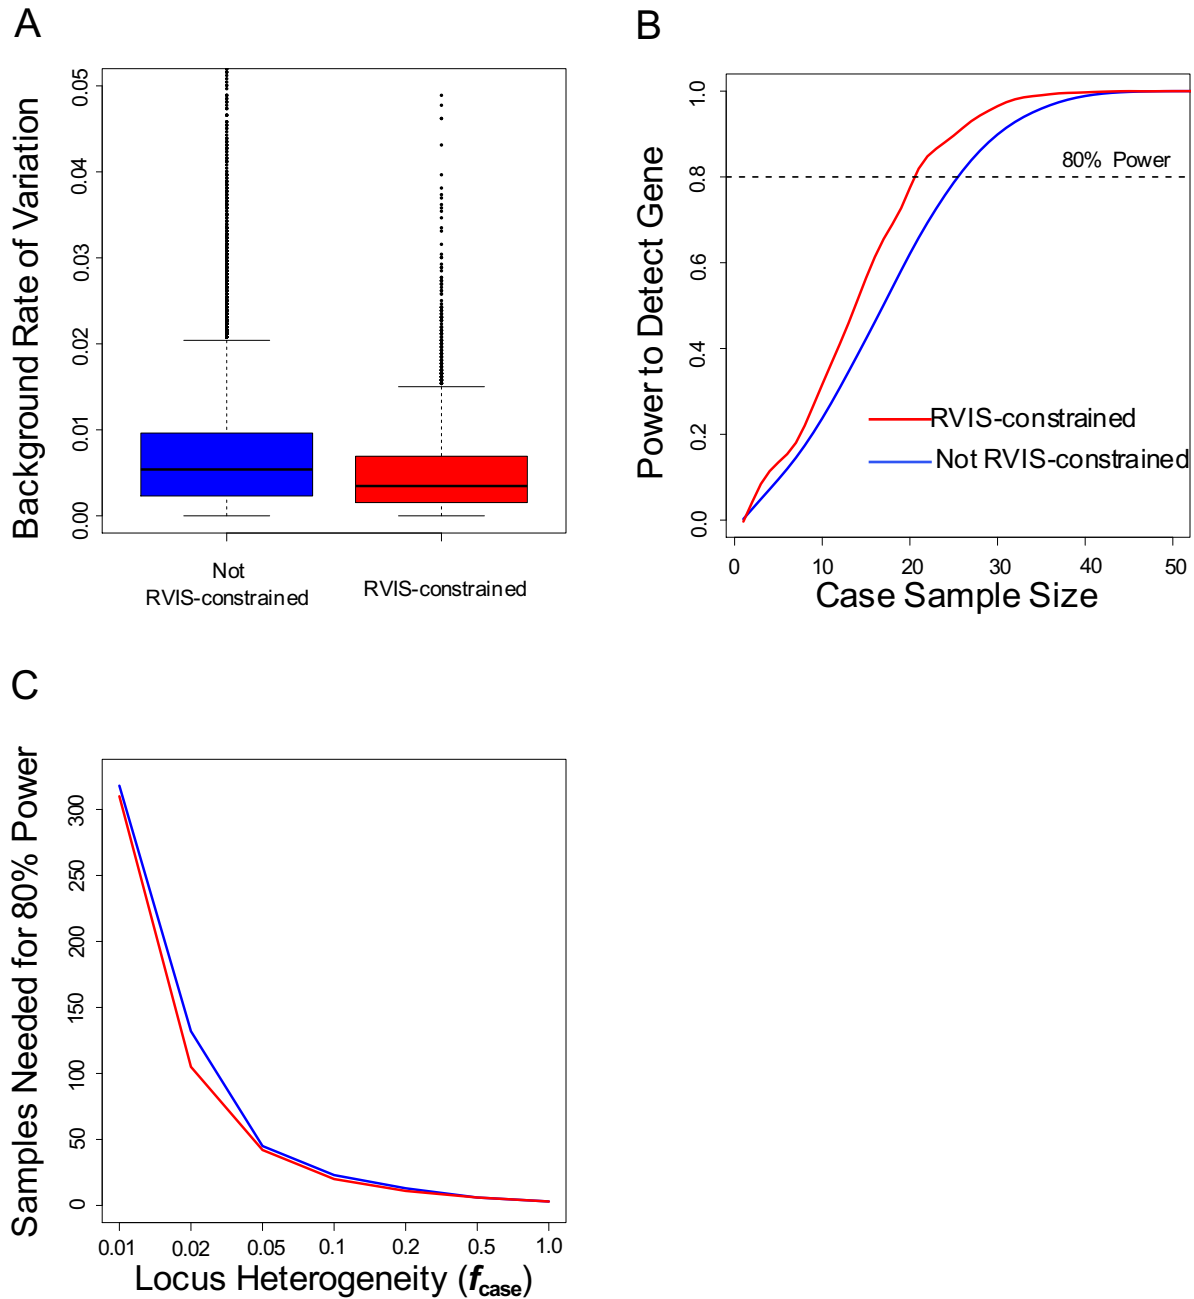 A
Background Rate of Variation
0.05
0.04
0.03
0.02
0.01
0.00
Not
RVIS-constrained
RVIS-constrained
B
Power to Detect Gene
1.0
0.8
0.6
0.4
0.2
0.0
80% Power
RVIS-constrained
Not RVIS-constrained
0 10 20 30 40 50
Case Sample Size
C
Samples Needed for 80% Power
300
250
200
150
100
50
0
0.01 0.02 0.05 0.1 0.2 0.5 1.0
Locus Heterogeneity (fcase)